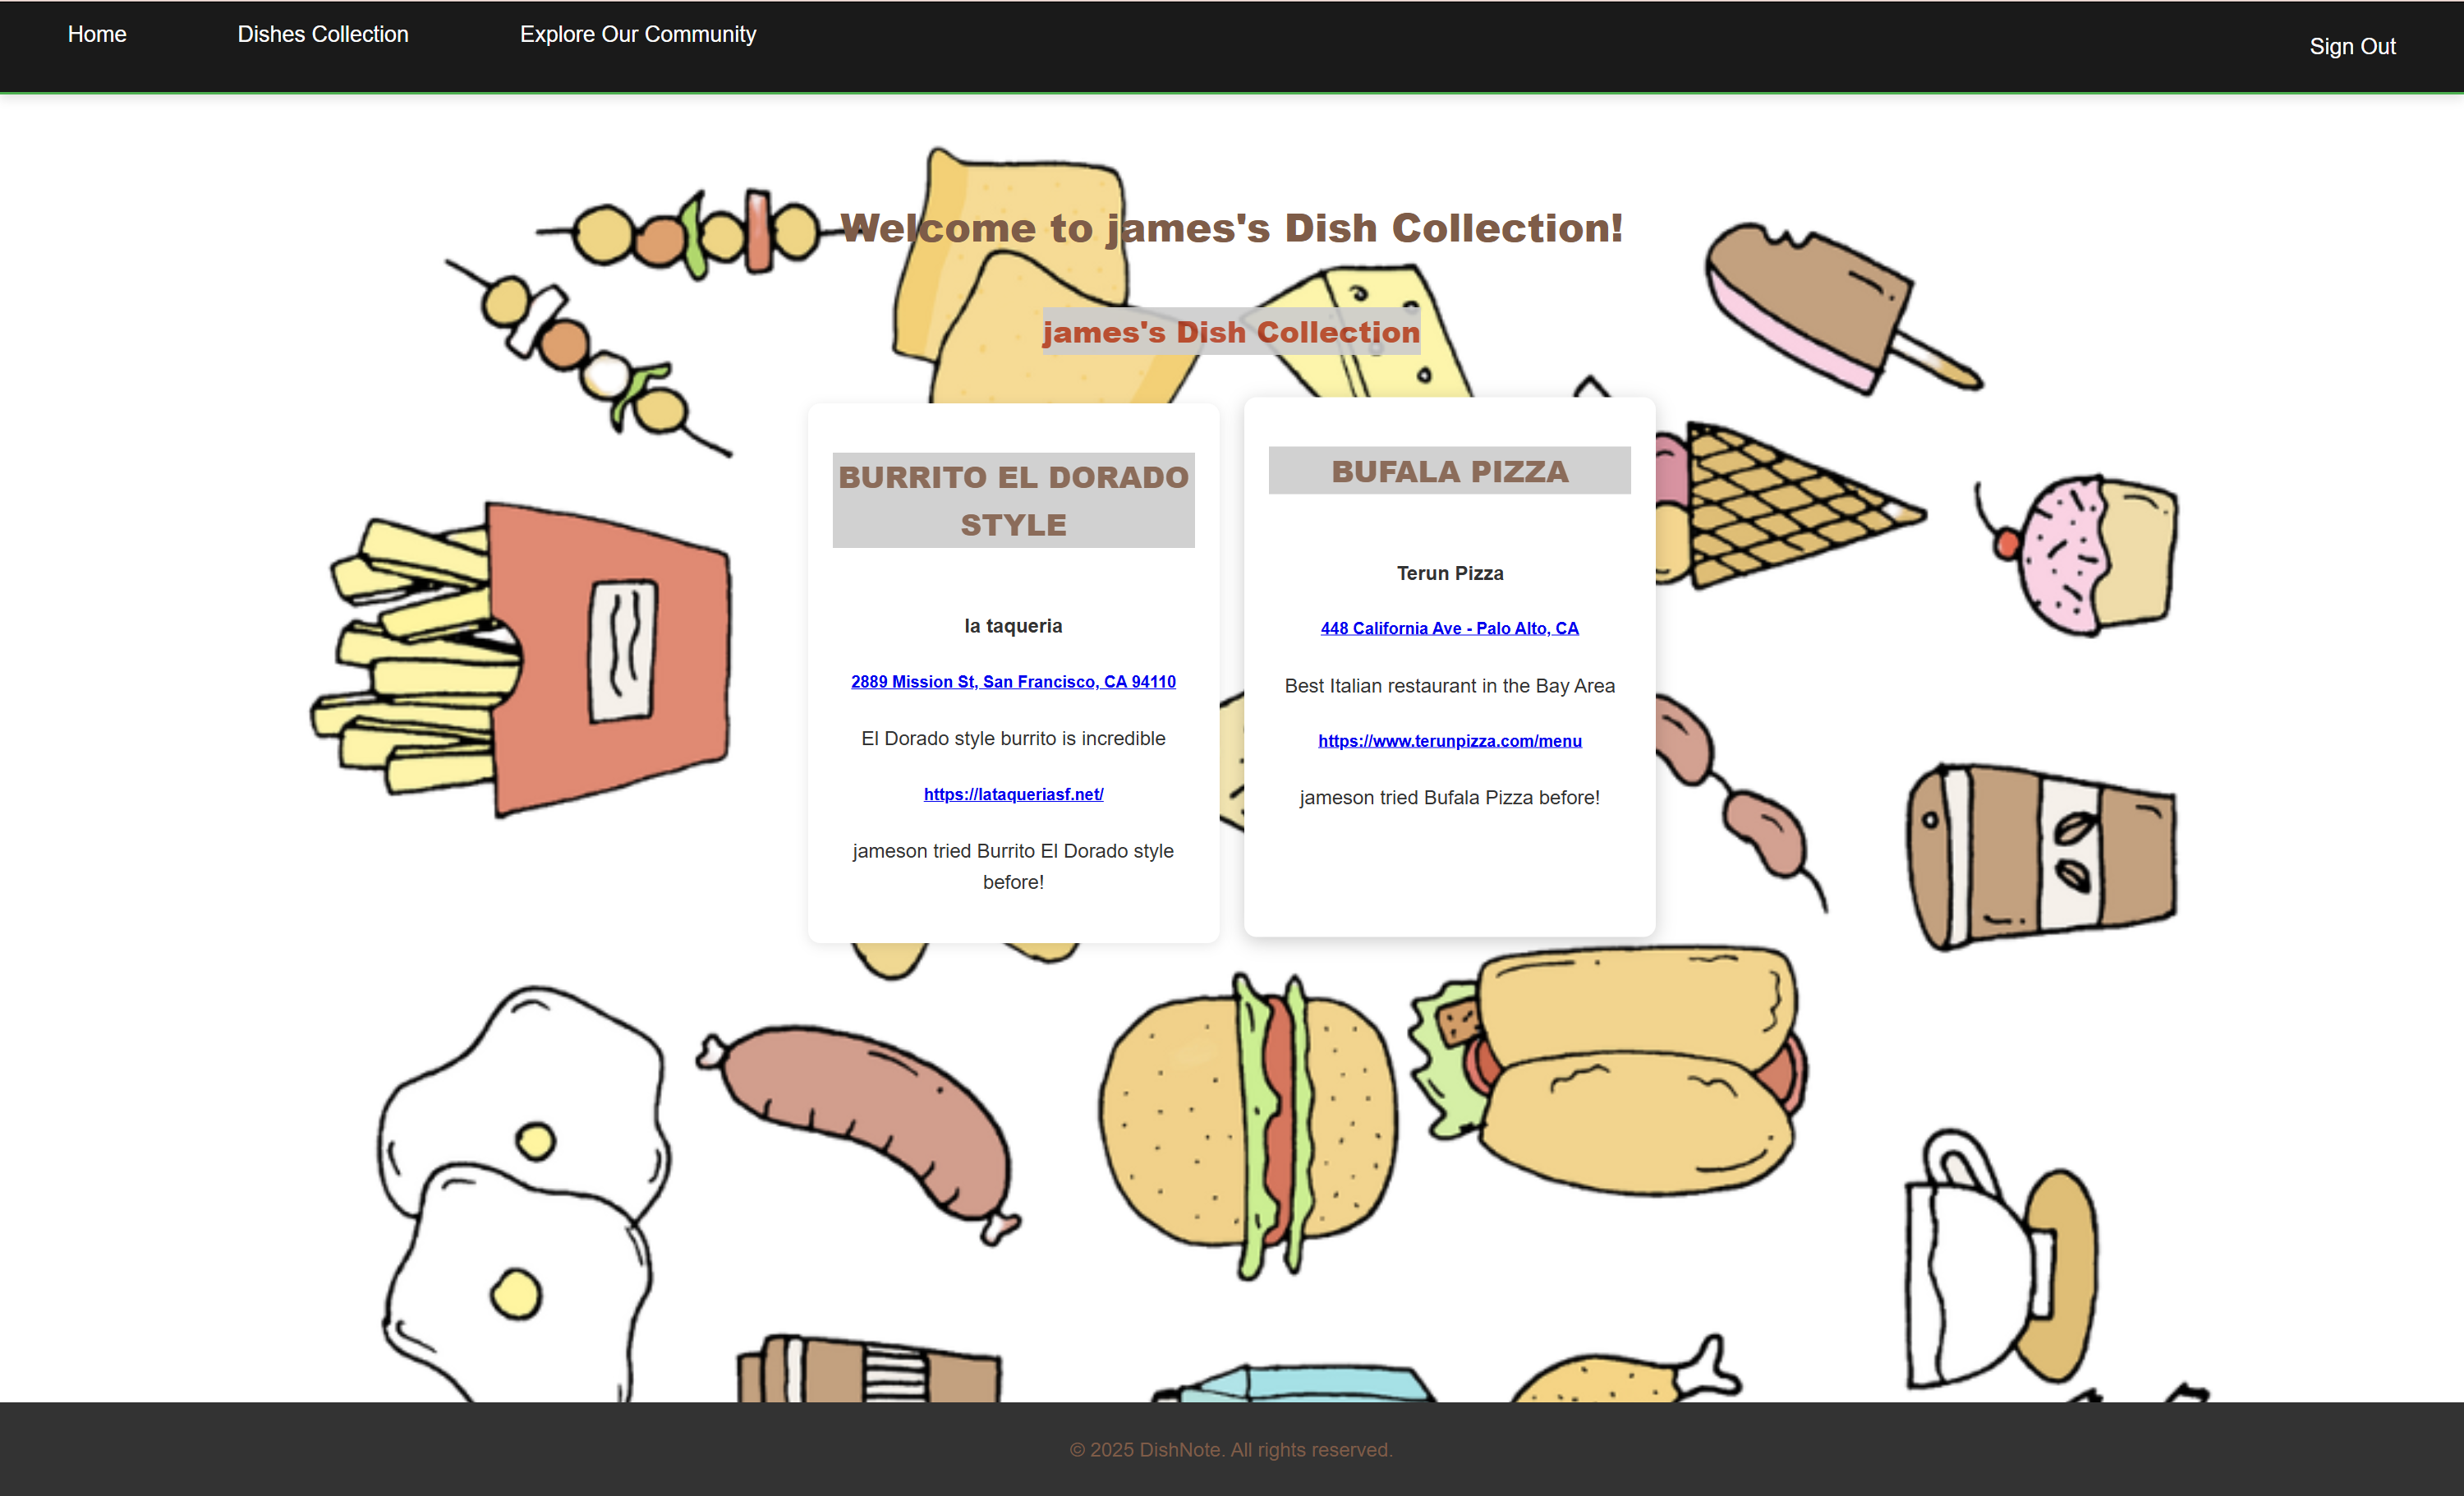 Home
Dishes Collection
Explore Our Community
Sign Out
Welcome to james's Dish Collection!
james's Dish Collection
BURRITO EL DORADO
STYLE
la taqueria
2889 Mission St, San Francisco, CA 94110
El Dorado style burrito is incredible
https://lataqueriasf.net/
jameson tried Burrito El Dorado style
before!
BUFALA PIZZA
Terun Pizza
448 California Ave - Palo Alto, CA
Best Italian restaurant in the Bay Area
https://www.terunpizza.com/menu
jameson tried Bufala Pizza before!
© 2025 DishNote. All rights reserved.